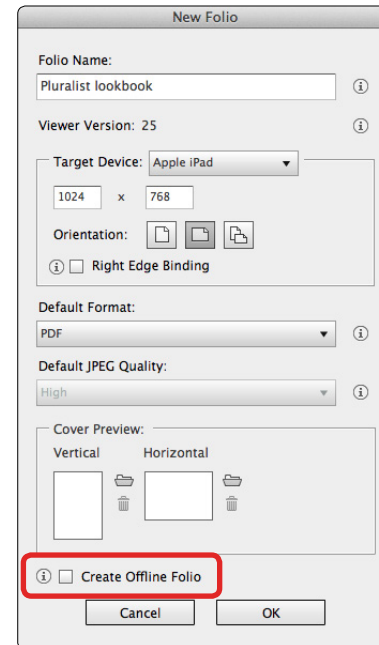 New Folio
Folio Name:
Pluralist lookbook
Viewer Version: 25
Target Device: Apple iPad
1024 x 768
Orientation:
Right Edge Binding
Default Format:
PDF
Default JPEG Quality:
High
Cover Preview:
Vertical Horizontal
Create Offline Folio
Cancel OK